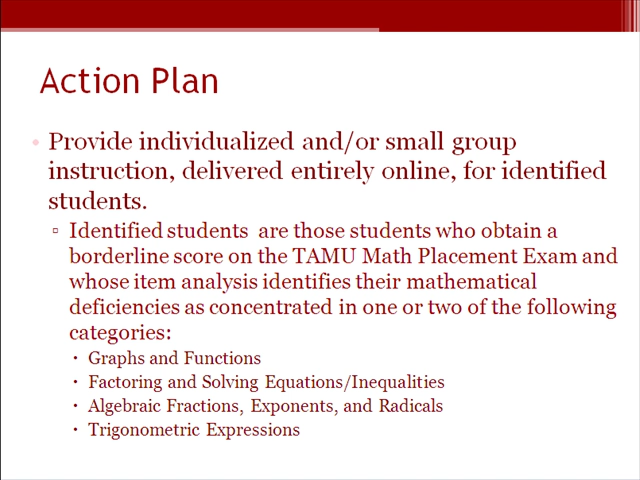 Action Plan
• Provide individualized and/or small group
instruction, delivered entirely online, for identified
students.
▫ Identified students are those students who obtain a
borderline score on the TAMU Math Placement Exam and
whose item analysis identifies their mathematical
deficiencies as concentrated in one or two of the following
categories:
• Graphs and Functions
• Factoring and Solving Equations/Inequalities
• Algebraic Fractions, Exponents, and Radicals
• Trigonometric Expressions